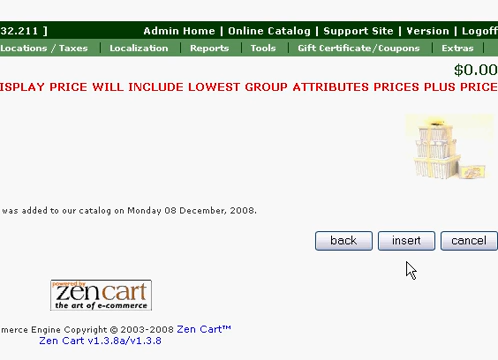 32.211 ]
Admin Home | Online Catalog | Support Site | Version | Logoff
Locations / Taxes | Localization | Reports | Tools | Gift Certificate/Coupons | Extras |
$0.00
ISPLAY PRICE WILL INCLUDE LOWEST GROUP ATTRIBUTES PRICES PLUS PRICE
was added to our catalog on Monday 08 December, 2008.
back insert cancel
powered by
zencart
the art of e-commerce
merce Engine Copyright © 2003-2008 Zen Cart™
Zen Cart v1.3.8a/v1.3.8